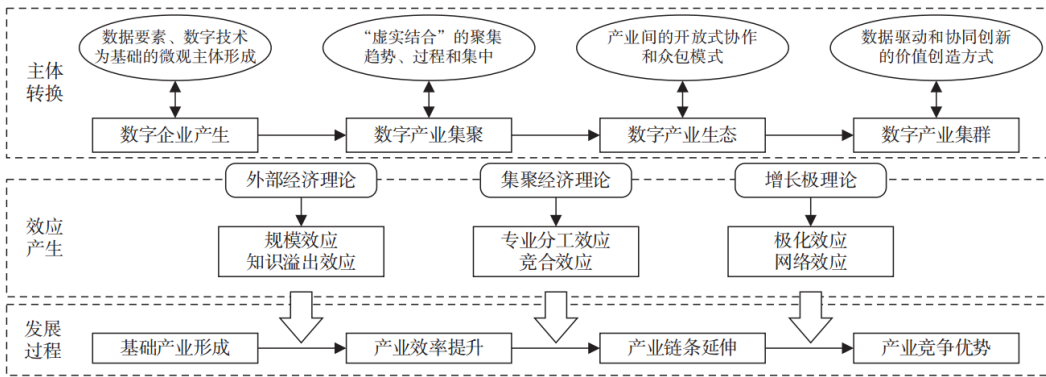 主体
转换
数据要素、数字技术
为基础的微观主体形成
“虚实结合”的聚集
趋势、过程和集中
产业间的开放式协作
和众包模式
数据驱动和协同创新
的价值创造方式
数字企业产生
数字产业集聚
数字产业生态
数字产业集群
外部经济理论
集聚经济理论
增长极理论
效应
产生
规模效应
知识溢出效应
专业分工效应
竞合效应
极化效应
网络效应
发展
过程
基础产业形成
产业效率提升
产业链条延伸
产业竞争优势